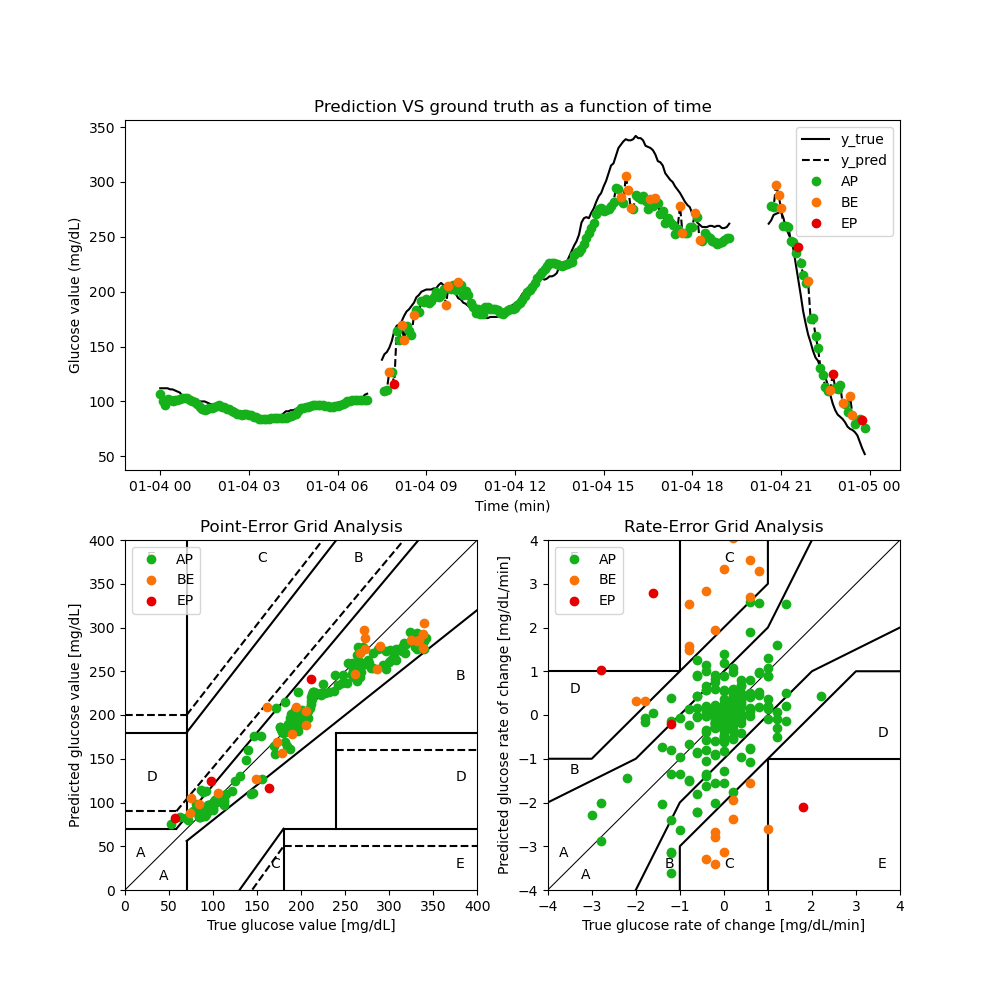 Prediction VS ground truth as a function of time
Glucose value (mg/dL)
350
300
250
200
150
100
50
y_true
y_pred
AP
BE
EP
01-04 00 01-04 03 01-04 06 01-04 09 01-04 12 01-04 15 01-04 18 01-04 21 01-05 00
Time (min)
Point-Error Grid Analysis
Predicted glucose value [mg/dL]
400
350
300
250
200
150
100
50
0
AP
BE
EP
C
B
B
D
D
A
A
C
E
0 50 100 150 200 250 300 350 400
True glucose value [mg/dL]
Rate-Error Grid Analysis
Predicted glucose rate of change [mg/dL/min]
4
3
2
1
0
−1
−2
−3
−4
AP
BE
EP
C
D
D
B
A
A
B
C
E
−4 −3 −2 −1 0 1 2 3 4
True glucose rate of change [mg/dL/min]